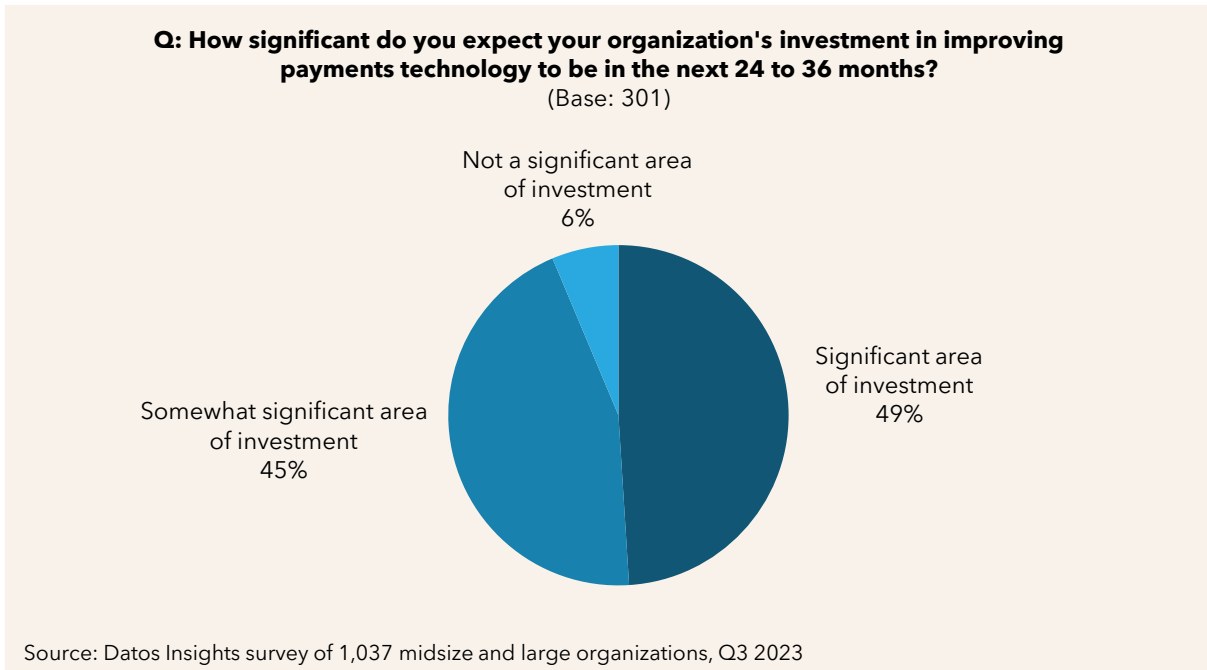 Q: How significant do you expect your organization's investment in improving
payments technology to be in the next 24 to 36 months?
(Base: 301)
Not a significant area
of investment
6%
Significant area
of investment
49%
Somewhat significant area
of investment
45%
Source: Datos Insights survey of 1,037 midsize and large organizations, Q3 2023